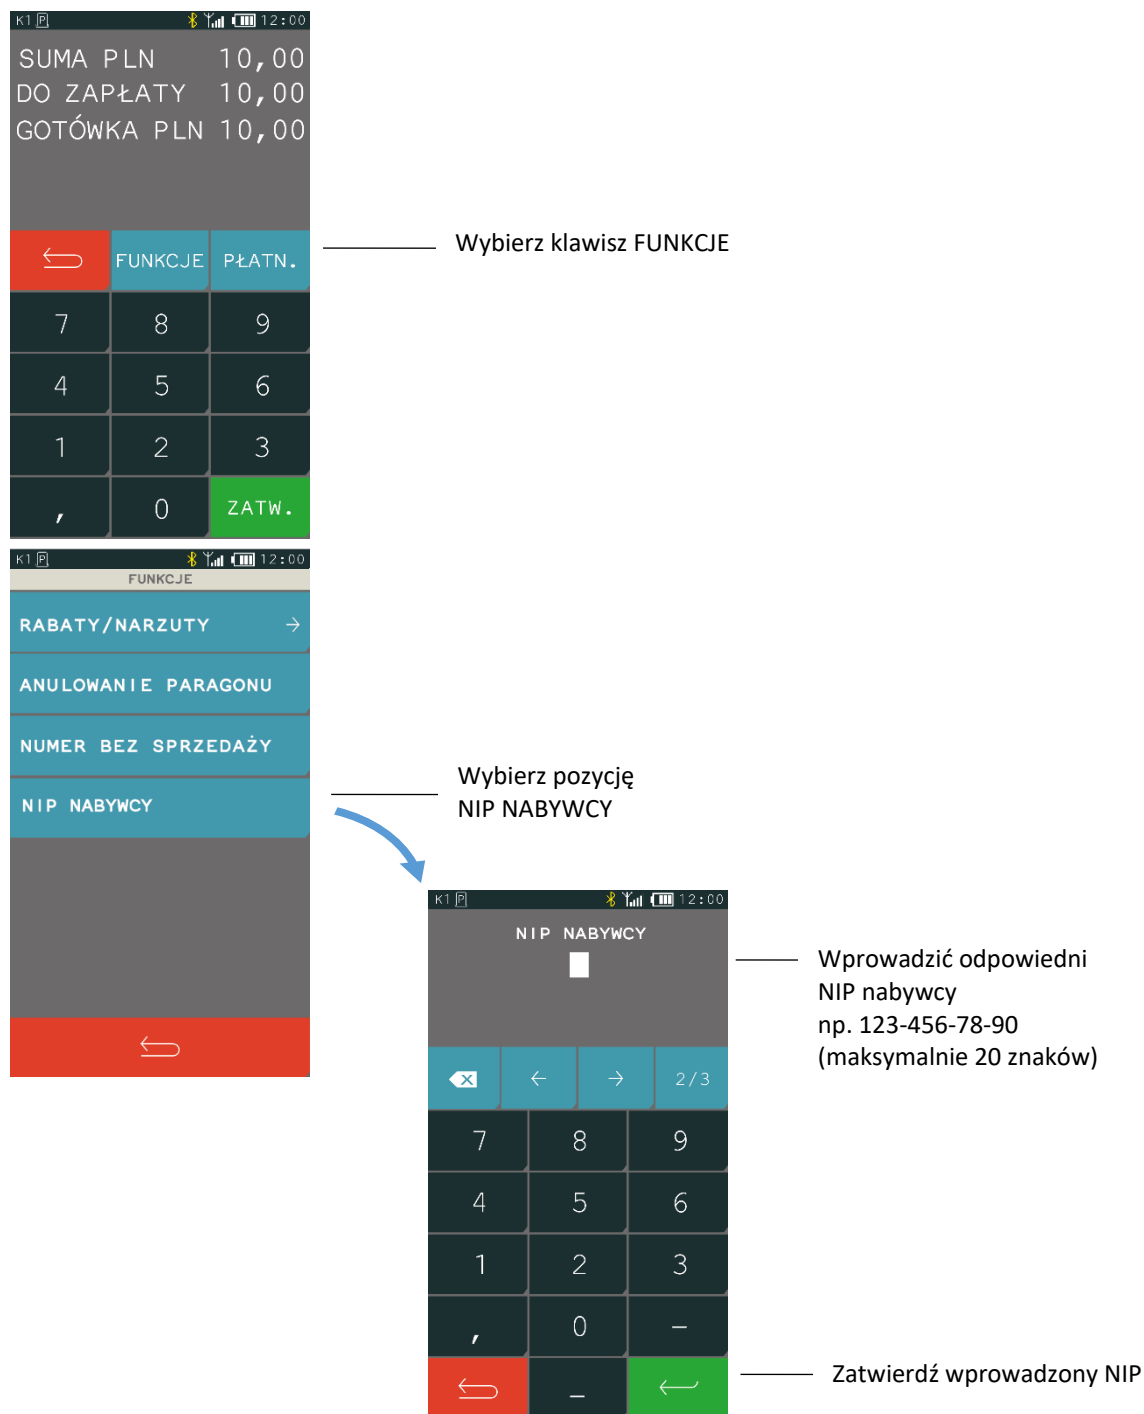 K1 P 12:00
SUMA PLN 10,00
DO ZAPŁATY 10,00
GOTÓWKA PLN 10,00
FUNKCJE PŁATN.
Wybierz klawisz FUNKCJE
7 8 9
4 5 6
1 2 3
, 0 ZATW.
K1 P 12:00
FUNKCJE
RABATY/NARZUTY →
ANULOWANIE PARAGONU
NUMER BEZ SPRZEDAŻY
NIP NABYWCY
Wybierz pozycję
NIP NABYWCY
K1 P 12:00
NIP NABYWCY
Wprowadzić odpowiedni
NIP nabywcy
np. 123-456-78-90
(maksymalnie 20 znaków)
← → 2/3
7 8 9
4 5 6
1 2 3
, 0 –
_
Zatwierdź wprowadzony NIP